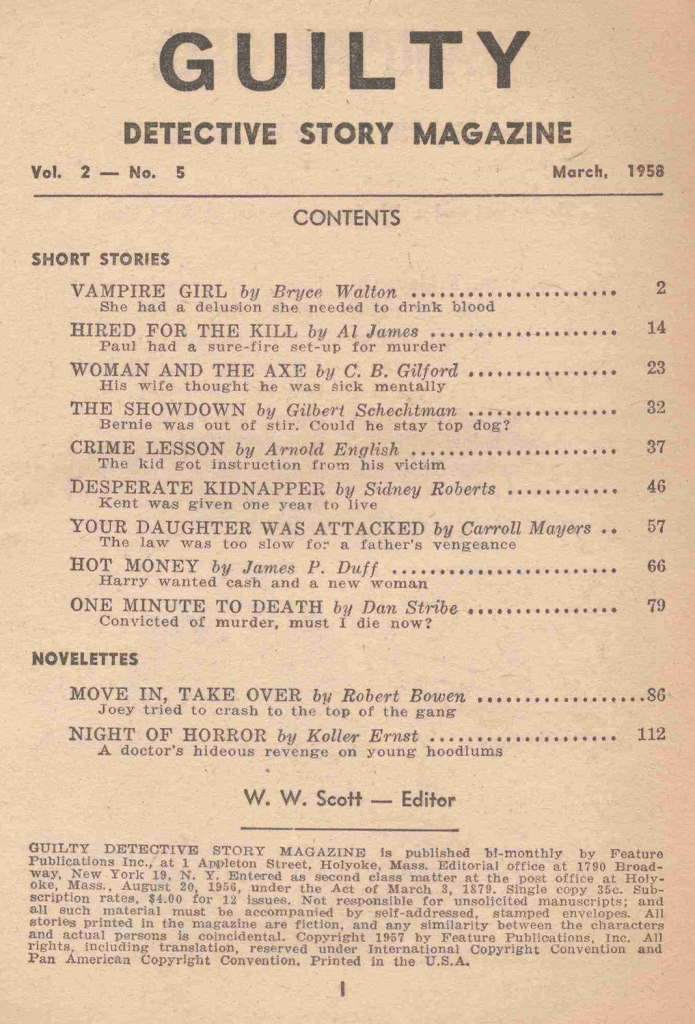 GUILTY
DETECTIVE STORY MAGAZINE
Vol. 2 — No. 5 March, 1958
CONTENTS
SHORT STORIES
VAMPIRE GIRL by Bryce Walton ...................... 2
She had a delusion she needed to drink blood
HIRED FOR THE KILL by Al James .................... 14
Paul had a sure-fire set-up for murder
WOMAN AND THE AXE by C. B. Gilford ................ 23
His wife thought he was sick mentally
THE SHOWDOWN by Gilbert Schechtman ................ 32
Bernie was out of stir. Could he stay top dog?
CRIME LESSON by Arnold English ...................... 37
The kid got instruction from his victim
DESPERATE KIDNAPPER by Sidney Roberts ............ 46
Kent was given one year to live
YOUR DAUGHTER WAS ATTACKED by Carroll Mayers .. 57
The law was too slow for a father's vengeance
HOT MONEY by James P. Duff ........................ 66
Harry wanted cash and a new woman
ONE MINUTE TO DEATH by Dan Stribe ................ 79
Convicted of murder, must I die now?
NOVELETTES
MOVE IN, TAKE OVER by Robert Bowen ..................86
Joey tried to crash to the top of the gang
NIGHT OF HORROR by Koller Ernst .................... 112
A doctor's hideous revenge on young hoodlums
W. W. Scott — Editor
GUILTY DETECTIVE STORY MAGAZINE is published bi-monthly by Feature
Publications Inc., at 1 Appleton Street, Holyoke, Mass. Editorial office at 1790 Broad-
way, New York 19, N. Y. Entered as second class matter at the post office at Holy-
oke, Mass., August 20, 1956, under the Act of March 3, 1879. Single copy 35c. Sub-
scription rates, $4.00 for 12 issues. Not responsible for unsolicited manuscripts; and
all such material must be accompanied by self-addressed, stamped envelopes. All
stories printed in the magazine are fiction, and any similarity between the characters
and actual persons is coincidental. Copyright 1957 by Feature Publications, Inc. All
rights, including translation, reserved under International Copyright Convention and
Pan American Copyright Convention. Printed in the U.S.A.
1